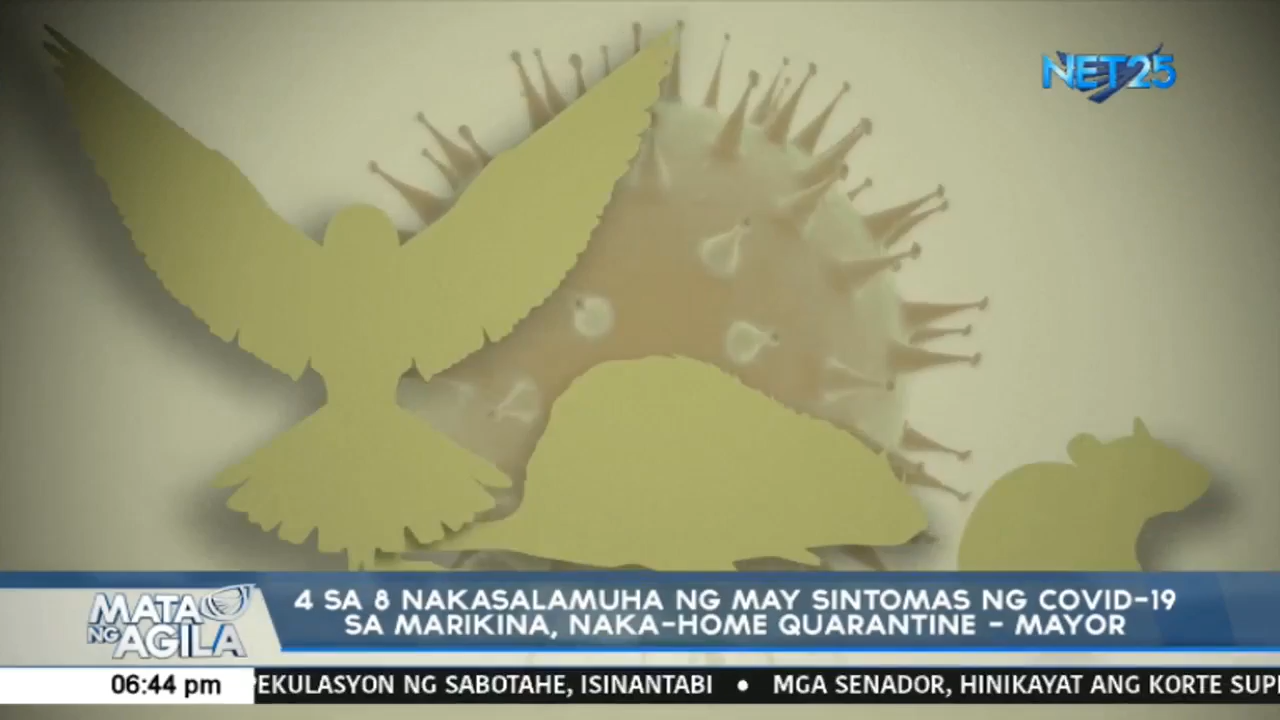 NET25
4 SA 8 NAKASALAMUHA NG MAY SINTOMAS NG COVID-19
SA MARIKINA, NAKA-HOME QUARANTINE - MAYOR
MATA
NG AGILA
06:44 pm
EKULASYON NG SABOTAHE, ISINANTABI • MGA SENADOR, HINIKAYAT ANG KORTE SUP